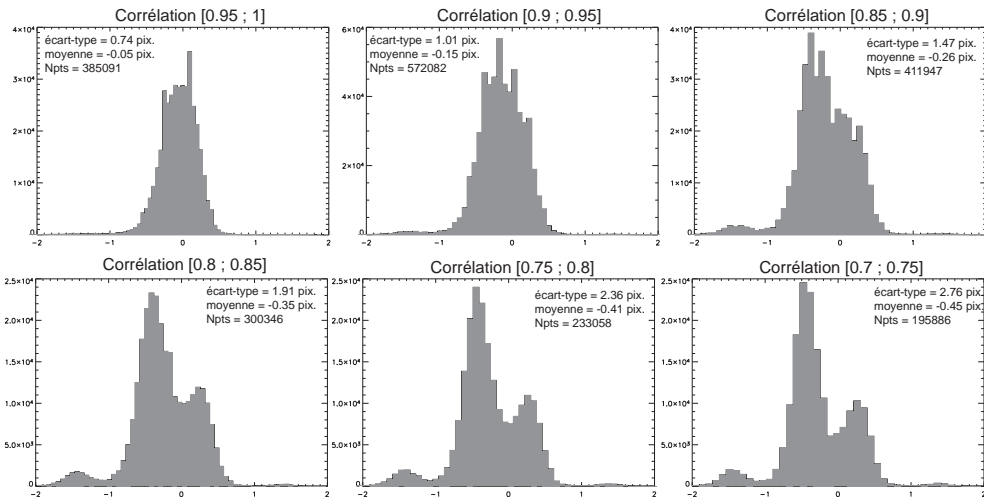 Corrélation [0.95 ; 1]
écart-type = 0.74 pix.
moyenne = -0.05 pix.
Npts = 385091
4×10⁴
3×10⁴
2×10⁴
1×10⁴
0
-2 -1 0 1 2
Corrélation [0.9 ; 0.95]
écart-type = 1.01 pix.
moyenne = -0.15 pix.
Npts = 572082
6×10⁴
4×10⁴
2×10⁴
0
-2 -1 0 1 2
Corrélation [0.85 ; 0.9]
écart-type = 1.47 pix.
moyenne = -0.26 pix.
Npts = 411947
4×10⁴
3×10⁴
2×10⁴
1×10⁴
0
-2 -1 0 1 2
Corrélation [0.8 ; 0.85]
écart-type = 1.91 pix.
moyenne = -0.35 pix.
Npts = 300346
2.5×10⁴
2.0×10⁴
1.5×10⁴
1.0×10⁴
5.0×10³
0
-2 -1 0 1 2
Corrélation [0.75 ; 0.8]
écart-type = 2.36 pix.
moyenne = -0.41 pix.
Npts = 233058
2.5×10⁴
2.0×10⁴
1.5×10⁴
1.0×10⁴
5.0×10³
0
-2 -1 0 1 2
Corrélation [0.7 ; 0.75]
écart-type = 2.76 pix.
moyenne = -0.45 pix
Npts = 195886
2.5×10⁴
2.0×10⁴
1.5×10⁴
1.0×10⁴
5.0×10³
0
-2 -1 0 1 2